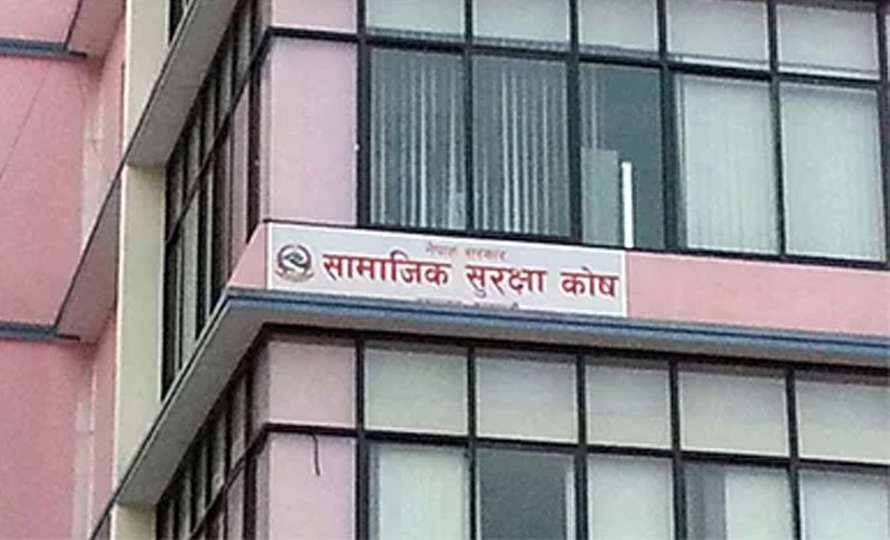 नेपाल सरकार
सामाजिक सुरक्षा कोष